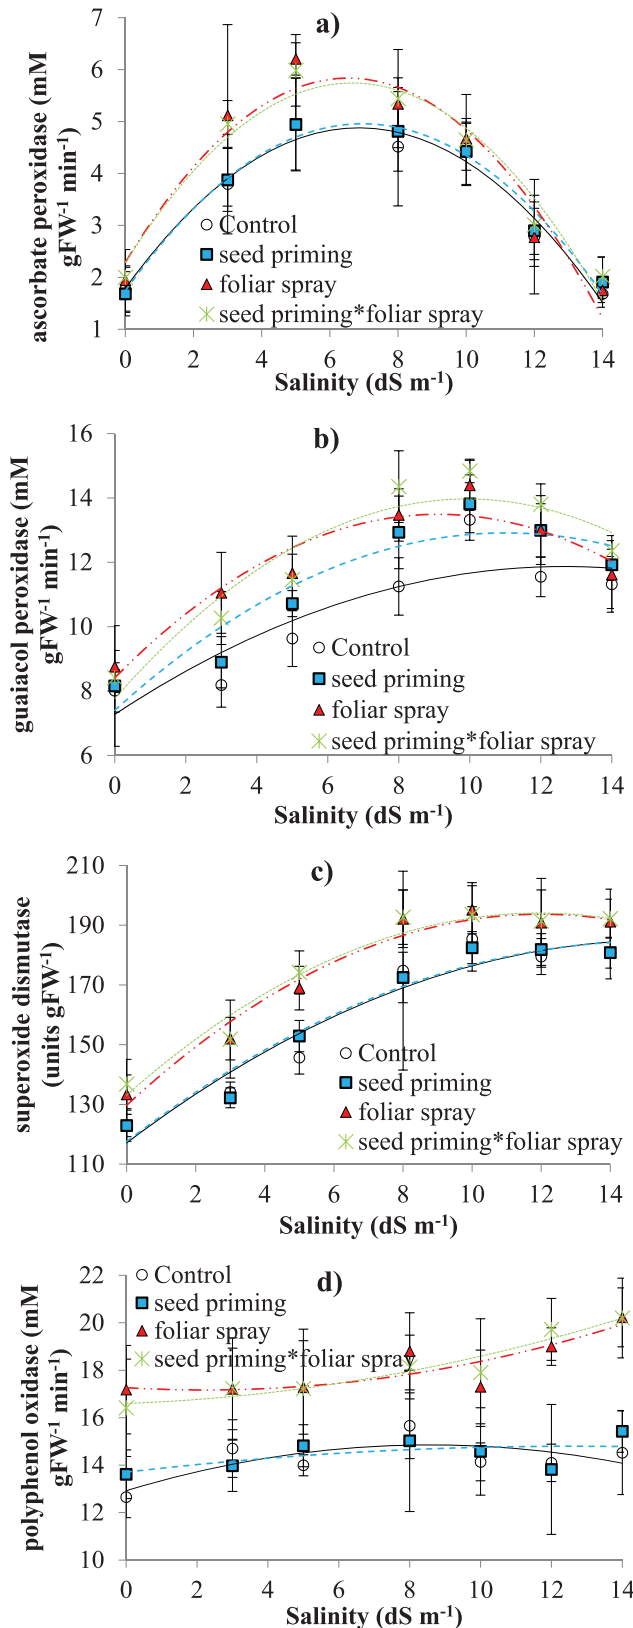 a)
7
6
5
4
3
2
1
ascorbate peroxidase (mM
gFW-1 min-1)
Control
seed priming
foliar spray
seed priming*foliar spray
0 2 4 6 8 10 12 14
Salinity (dS m-1)
b)
16
14
12
10
8
6
guaiacol peroxidase (mM
gFW-1 min-1)
Control
seed priming
foliar spray
seed priming*foliar spray
0 2 4 6 8 10 12 14
Salinity (dS m-1)
c)
210
190
170
150
130
110
superoxide dismutase
(units gFW-1)
Control
seed priming
foliar spray
seed priming*foliar spray
0 2 4 6 8 10 12 14
Salinity (dS m-1)
d)
22
20
18
16
14
12
10
polyphenol oxidase (mM
gFW-1 min-1)
Control
seed priming
foliar spray
seed priming*foliar spray
0 2 4 6 8 10 12 14
Salinity (dS m-1)